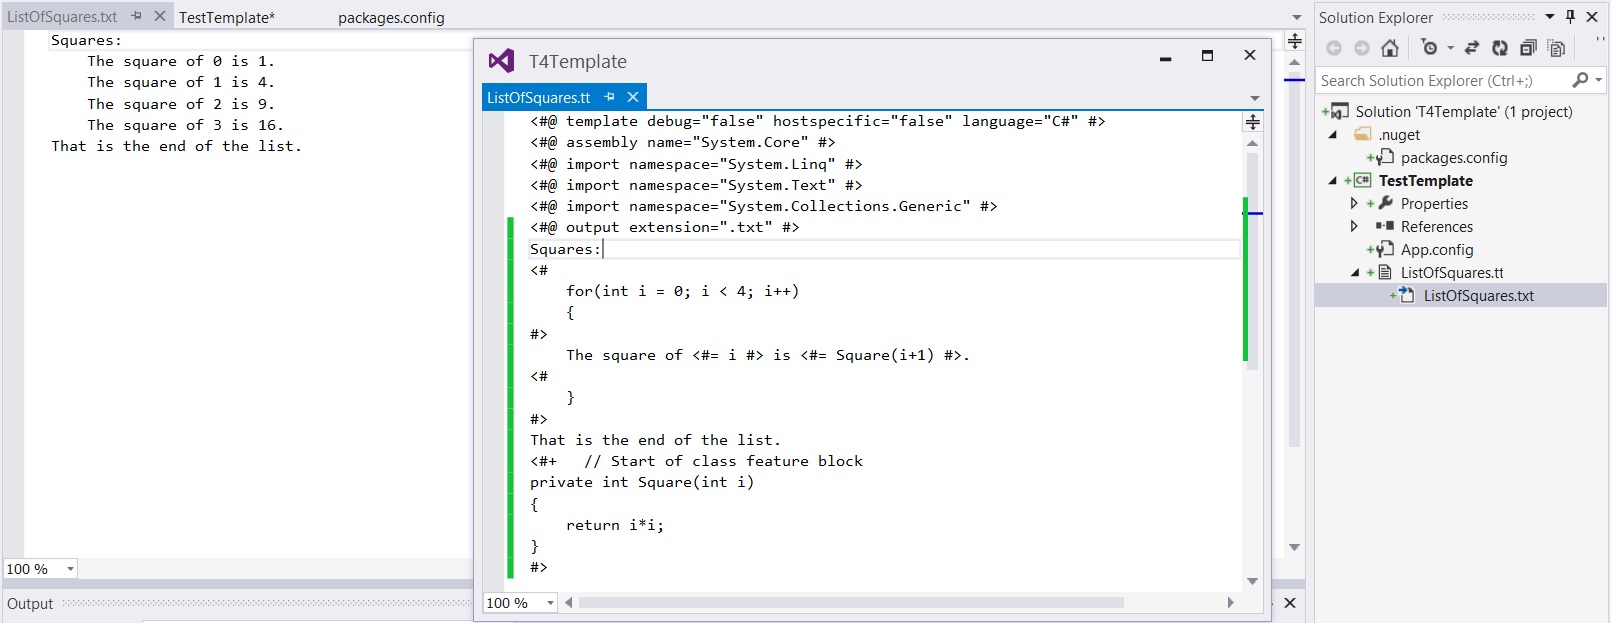 ListOfSquares.txt
TestTemplate*
packages.config
Squares:
The square of 0 is 1.
The square of 1 is 4.
The square of 2 is 9.
The square of 3 is 16.
That is the end of the list.
100 %
Output
T4Template
ListOfSquares.tt
<#@ template debug="false" hostspecific="false" language="C#" #>
<#@ assembly name="System.Core" #>
<#@ import namespace="System.Linq" #>
<#@ import namespace="System.Text" #>
<#@ import namespace="System.Collections.Generic" #>
<#@ output extension=".txt" #>
Squares:
<#
for(int i = 0; i < 4; i++)
{
#>
The square of <#= i #> is <#= Square(i+1) #>.
<#
}
#>
That is the end of the list.
<#+   // Start of class feature block
private int Square(int i)
{
return i*i;
}
#>
100 %
Solution Explorer
Search Solution Explorer (Ctrl+;)
Solution 'T4Template' (1 project)
.nuget
packages.config
C# TestTemplate
Properties
References
App.config
ListOfSquares.tt
ListOfSquares.txt